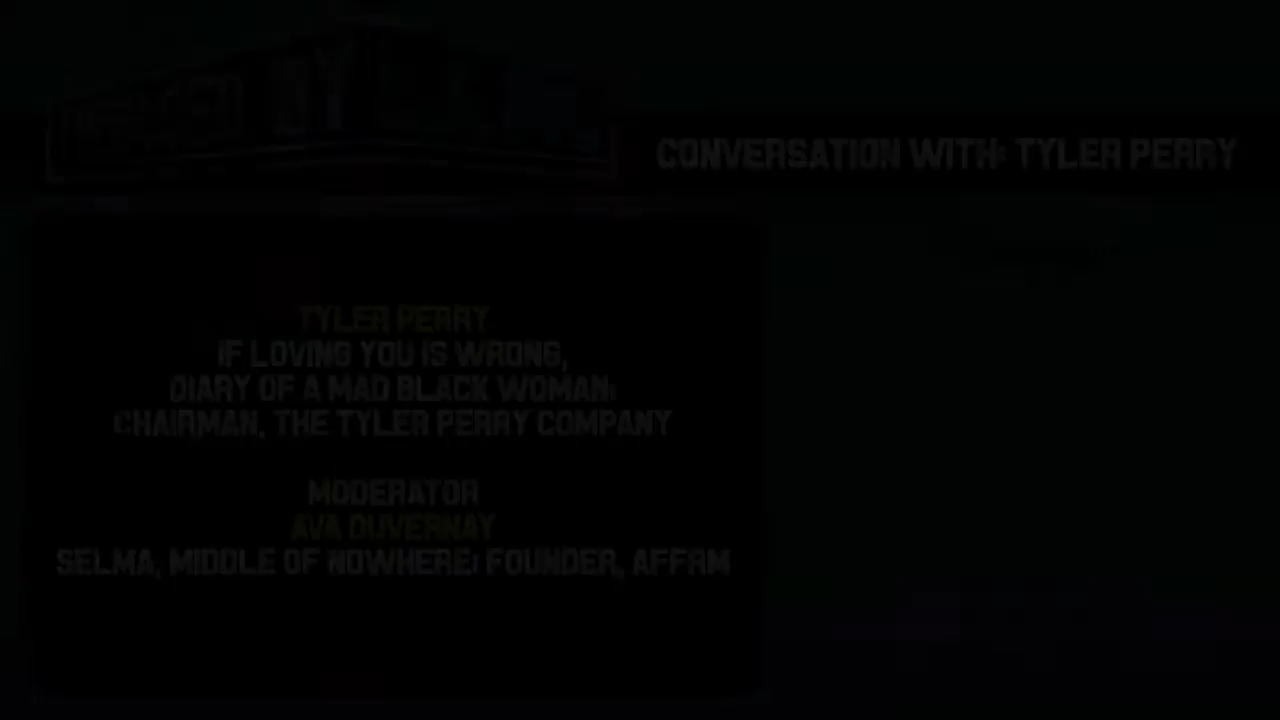 CONVERSATION WITH: TYLER PERRY
TYLER PERRY
IF LOVING YOU IS WRONG,
DIARY OF A MAD BLACK WOMAN;
CHAIRMAN, THE TYLER PERRY COMPANY
MODERATOR
AVA DUVERNAY
SELMA, MIDDLE OF NOWHERE; FOUNDER, AFFRM